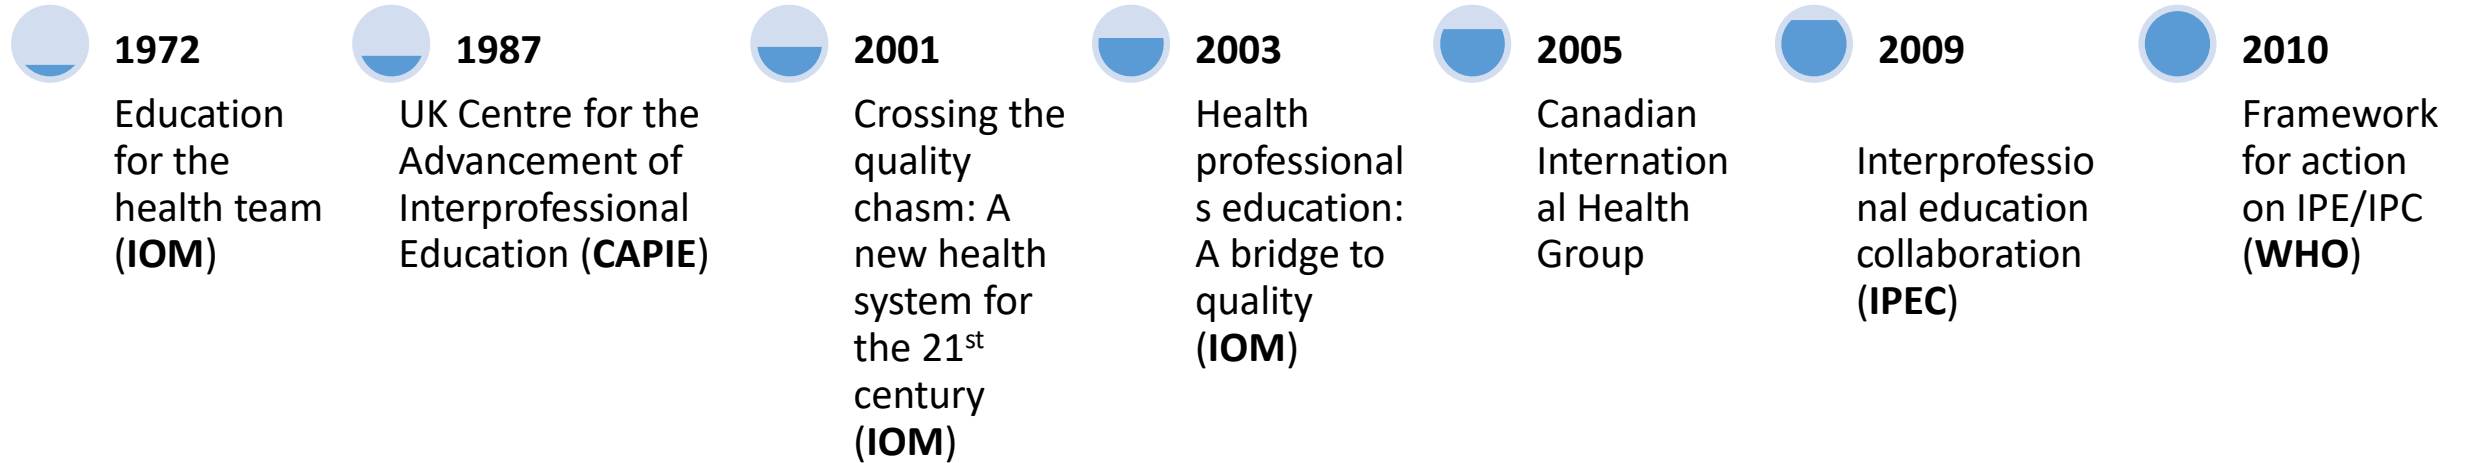 1972
Education
for the
health team
(IOM)
1987
UK Centre for the
Advancement of
Interprofessional
Education (CAPIE)
2001
Crossing the
quality
chasm: A
new health
system for
the 21st
century
(IOM)
2003
Health
professional
s education:
A bridge to
quality
(IOM)
2005
Canadian
Internation
al Health
Group
2009
Interprofessio
nal education
collaboration
(IPEC)
2010
Framework
for action
on IPE/IPC
(WHO)